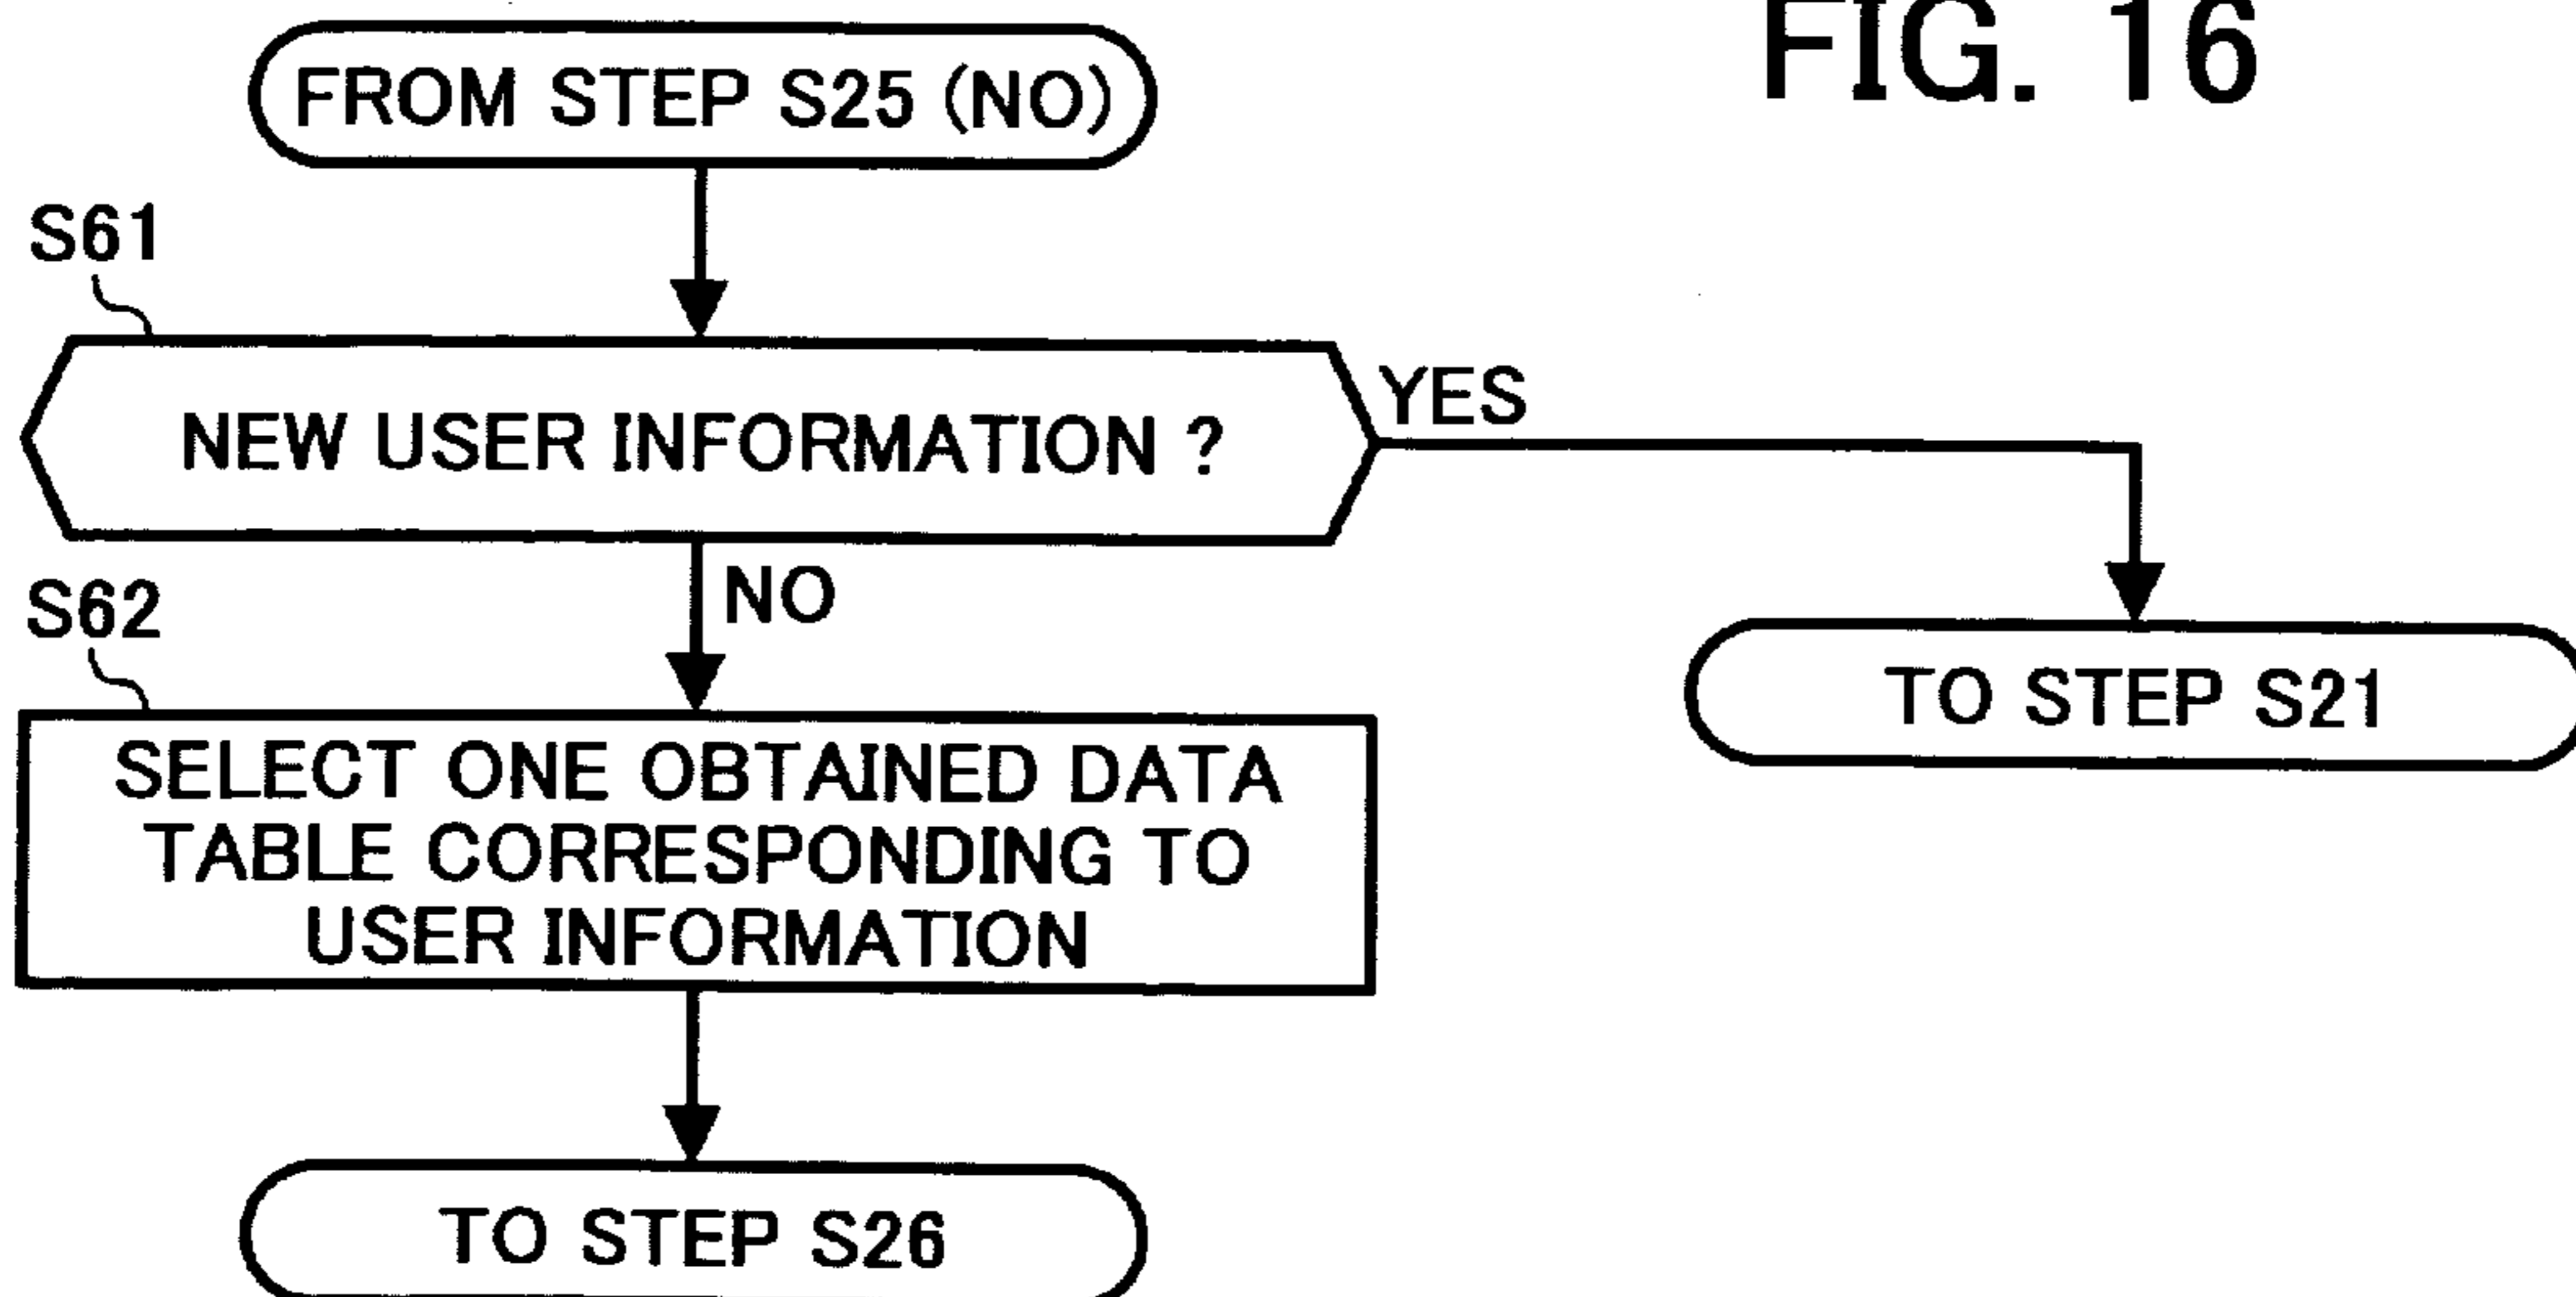 FIG. 16
FROM STEP S25 (NO)
S61
NEW USER INFORMATION ?
YES
NO
TO STEP S21
S62
SELECT ONE OBTAINED DATA
TABLE CORRESPONDING TO
USER INFORMATION
TO STEP S26